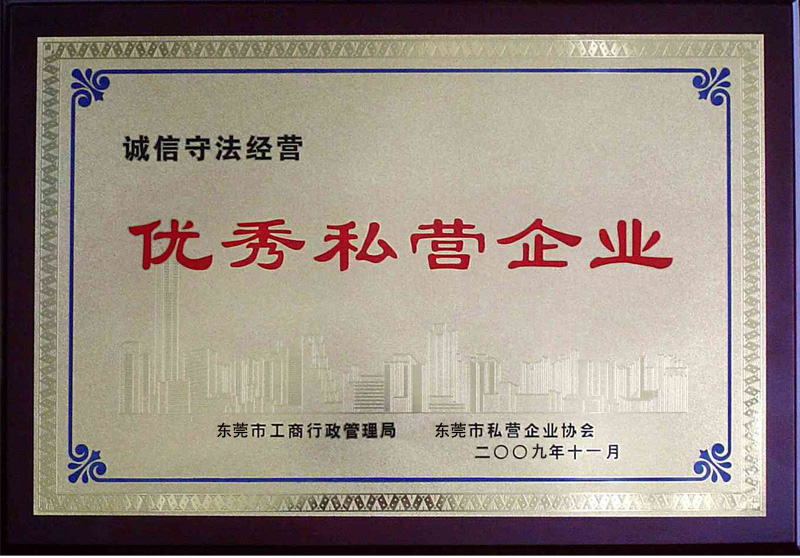 诚信守法经营
优秀私营企业
东莞市工商行政管理局 东莞市私营企业协会
二〇〇九年十一月